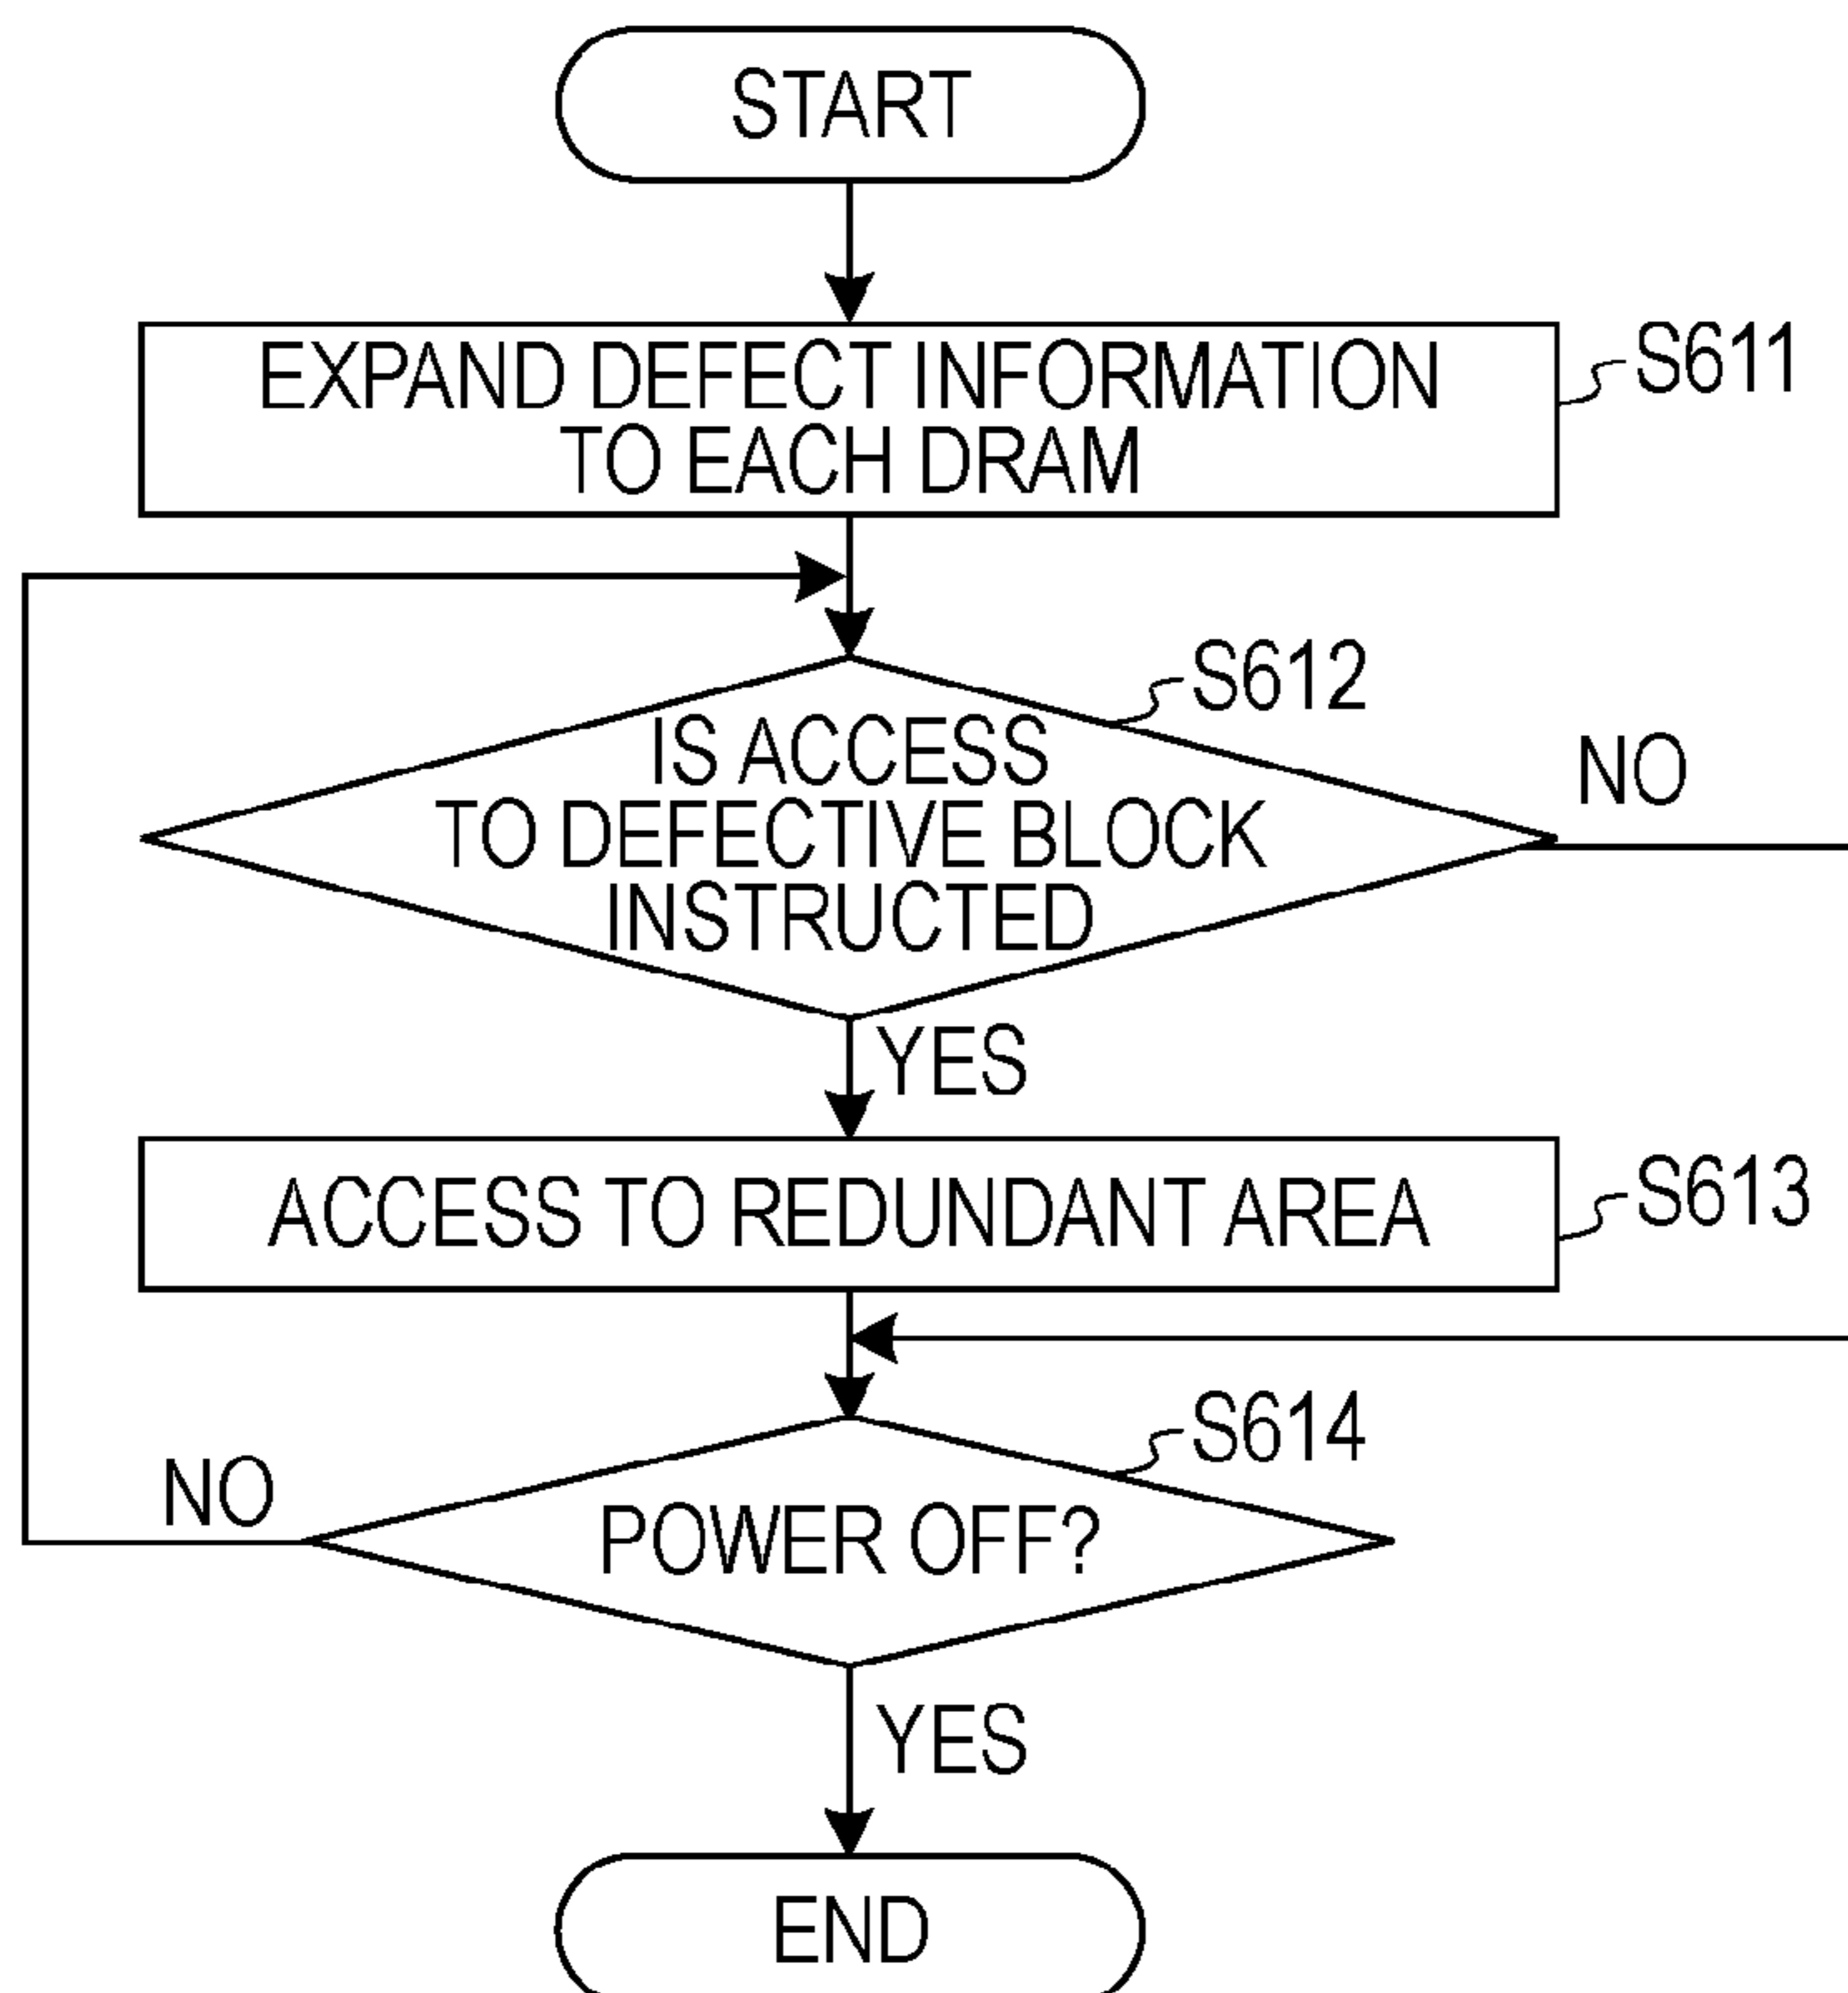 START
EXPAND DEFECT INFORMATION
TO EACH DRAM
S611
S612
IS ACCESS
TO DEFECTIVE BLOCK
INSTRUCTED
NO
YES
ACCESS TO REDUNDANT AREA
S613
S614
NO
POWER OFF?
YES
END